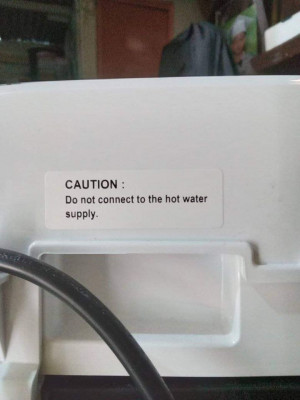 CAUTION :
Do not connect to the hot water
supply.